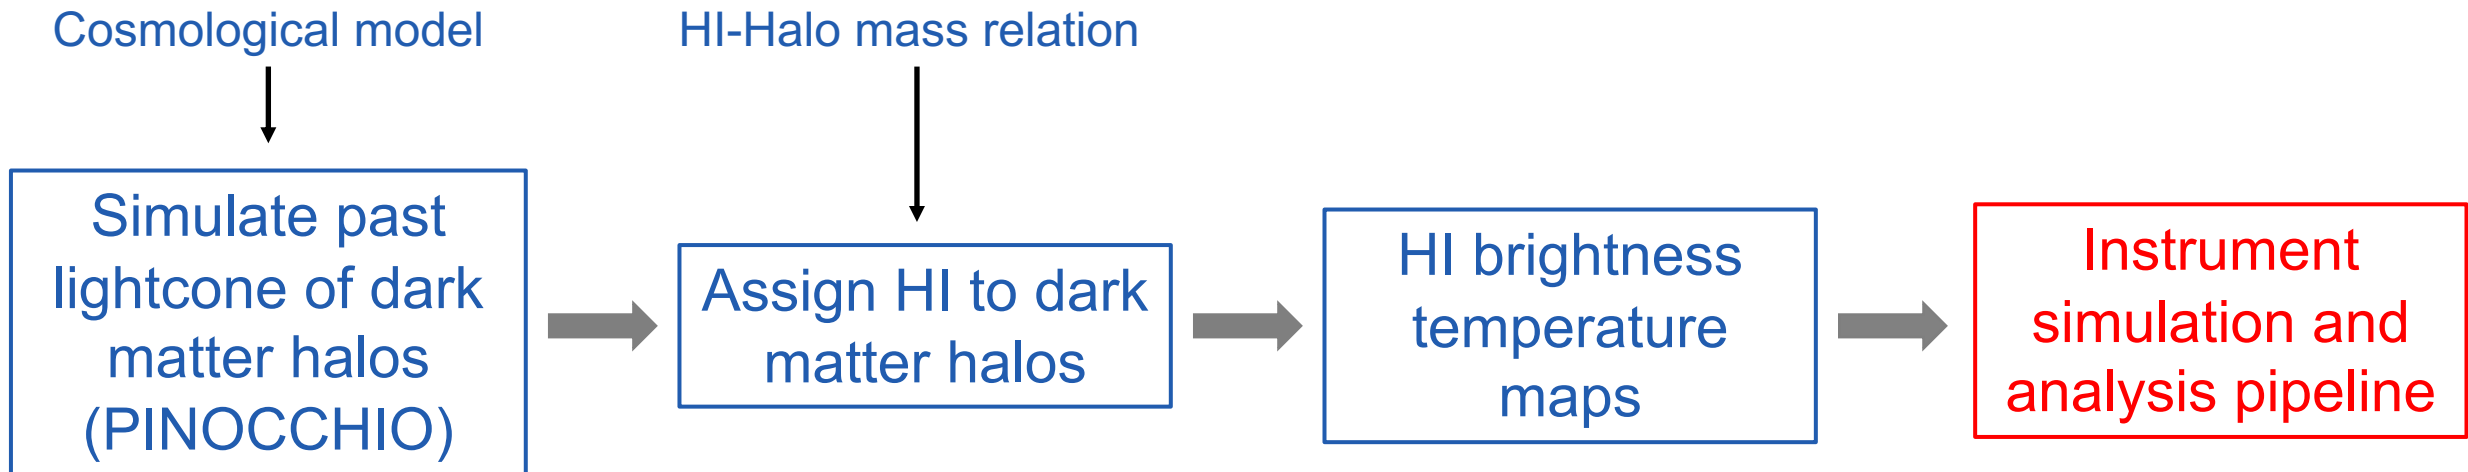 Cosmological model
HI-Halo mass relation
Simulate past
lightcone of dark
matter halos
(PINOCCHIO)
Assign HI to dark
matter halos
HI brightness
temperature
maps
Instrument
simulation and
analysis pipeline